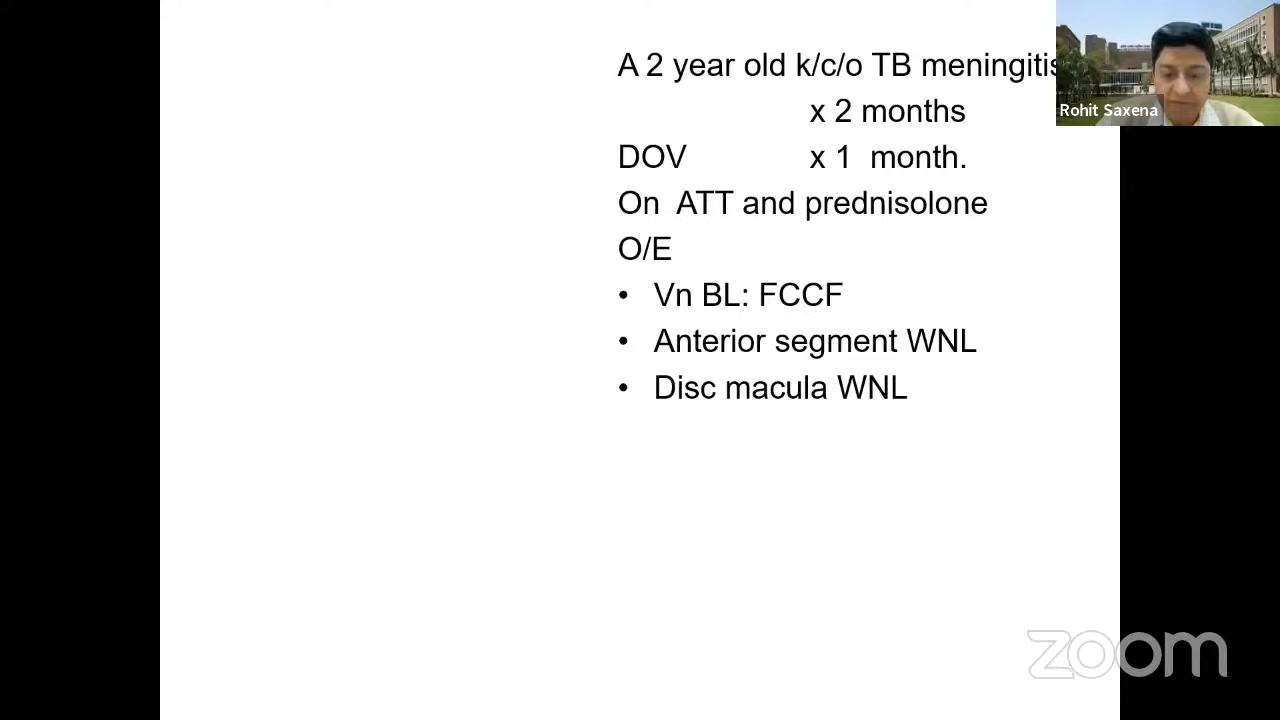 A 2 year old k/c/o TB meningitis
x 2 months
DOV x 1 month.
On ATT and prednisolone
O/E
• Vn BL: FCCF
• Anterior segment WNL
• Disc macula WNL
Rohit Saxena
zoom